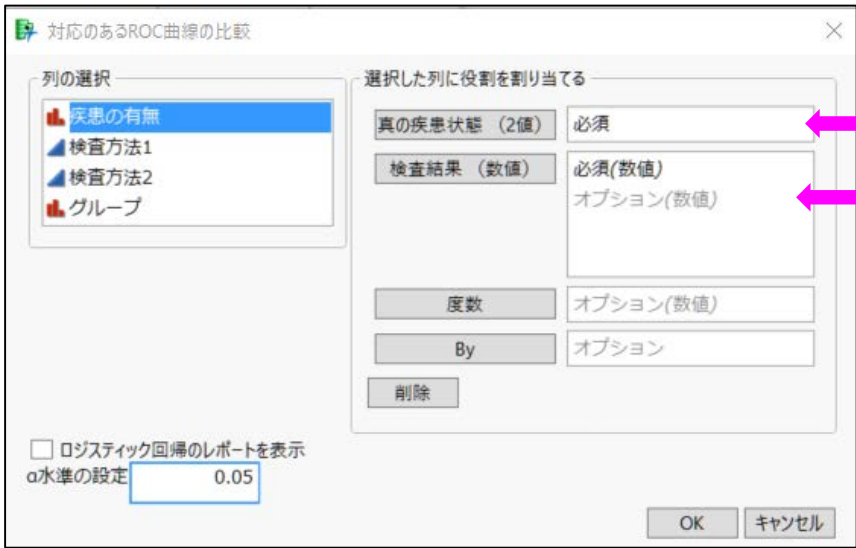 対応のあるROC曲線の比較
列の選択
疾患の有無
検査方法1
検査方法2
グループ
選択した列に役割を割り当てる
真の疾患状態 (2値)
必須
検査結果 (数値)
必須(数値)
オプション(数値)
度数
オプション(数値)
By
オプション
削除
ロジスティック回帰のレポートを表示
α水準の設定
0.05
OK
キャンセル